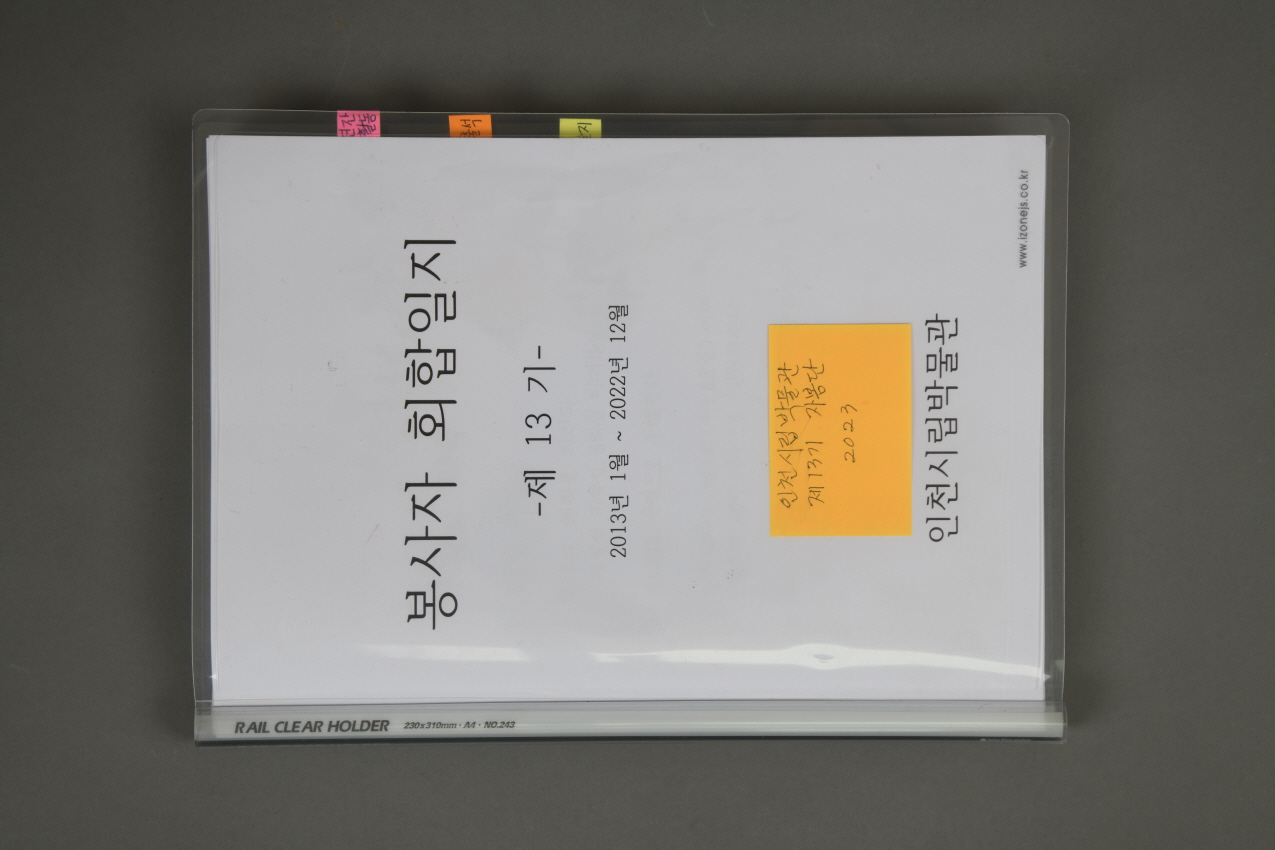 봉사자 회합일지
-제 13 기-
2013년 1월 ~ 2022년 12월
인천시립박물관
제13기 자봉단
2023
인천시립박물관
www.izonejs.co.kr
RAIL CLEAR HOLDER 230x310mm · A4 · NO.243
활동